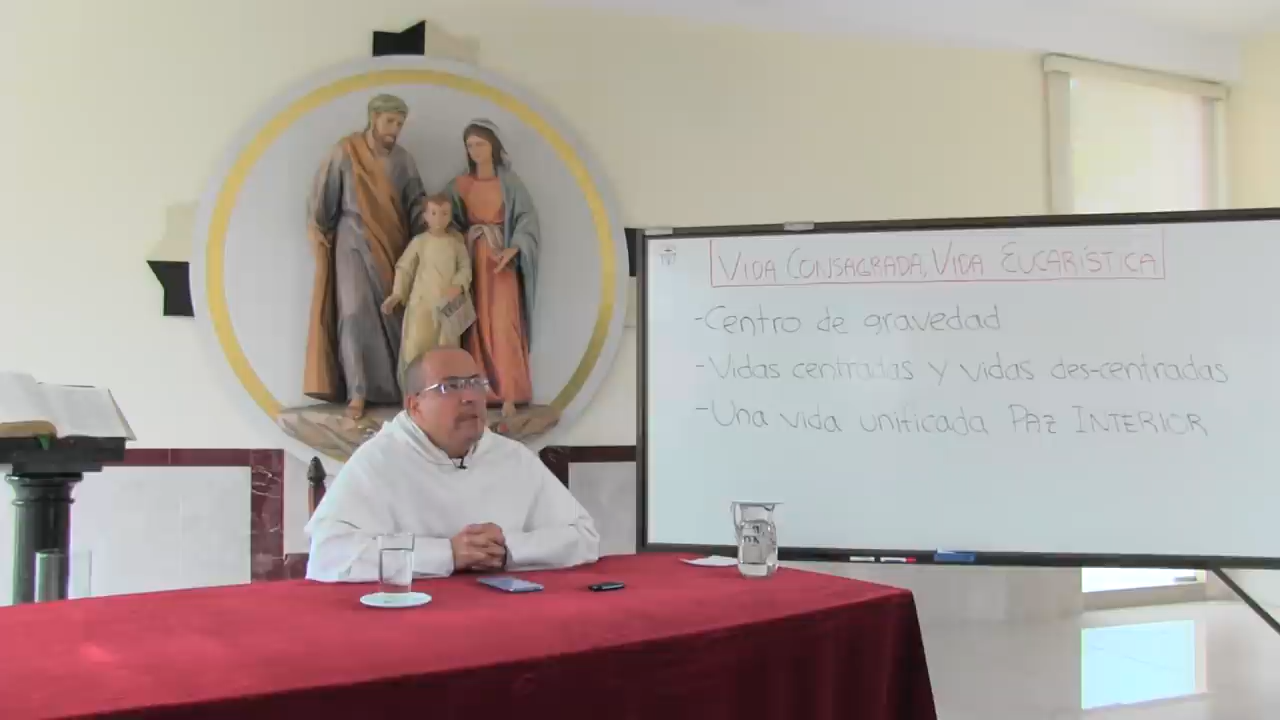 VIDA CONSAGRADA, VIDA EUCARÍSTICA
-Centro de gravedad
-Vidas centradas y vidas des-centradas
-Una vida unificada PAZ INTERIOR